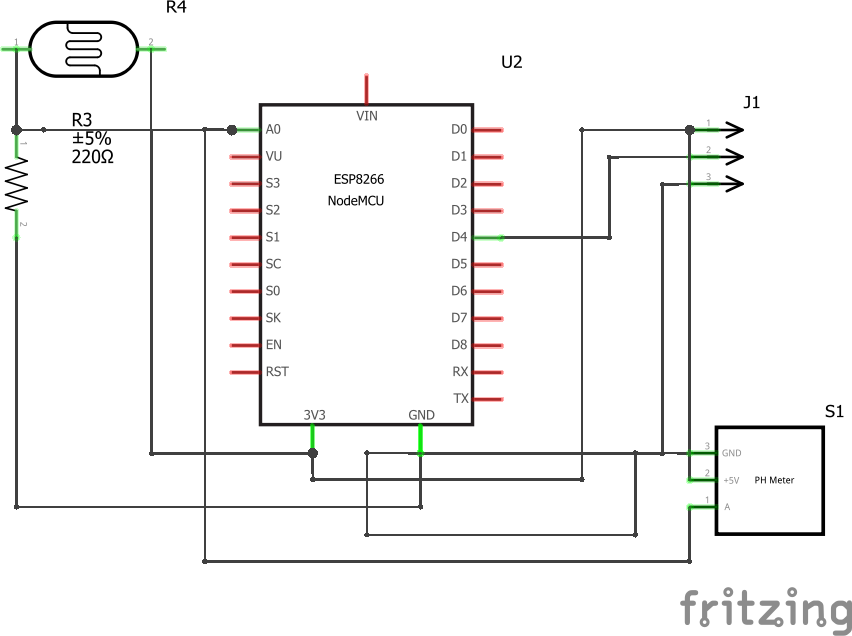 R4
1
2
U2
VIN
J1
R3
±5%
220Ω
1
2
ESP8266
NodeMCU
A0
VU
S3
S2
S1
SC
S0
SK
EN
RST
D0
D1
D2
D3
D4
D5
D6
D7
D8
RX
TX
3V3
GND
1
2
3
S1
3 GND
2 +5V
1 A
PH Meter
fritzing